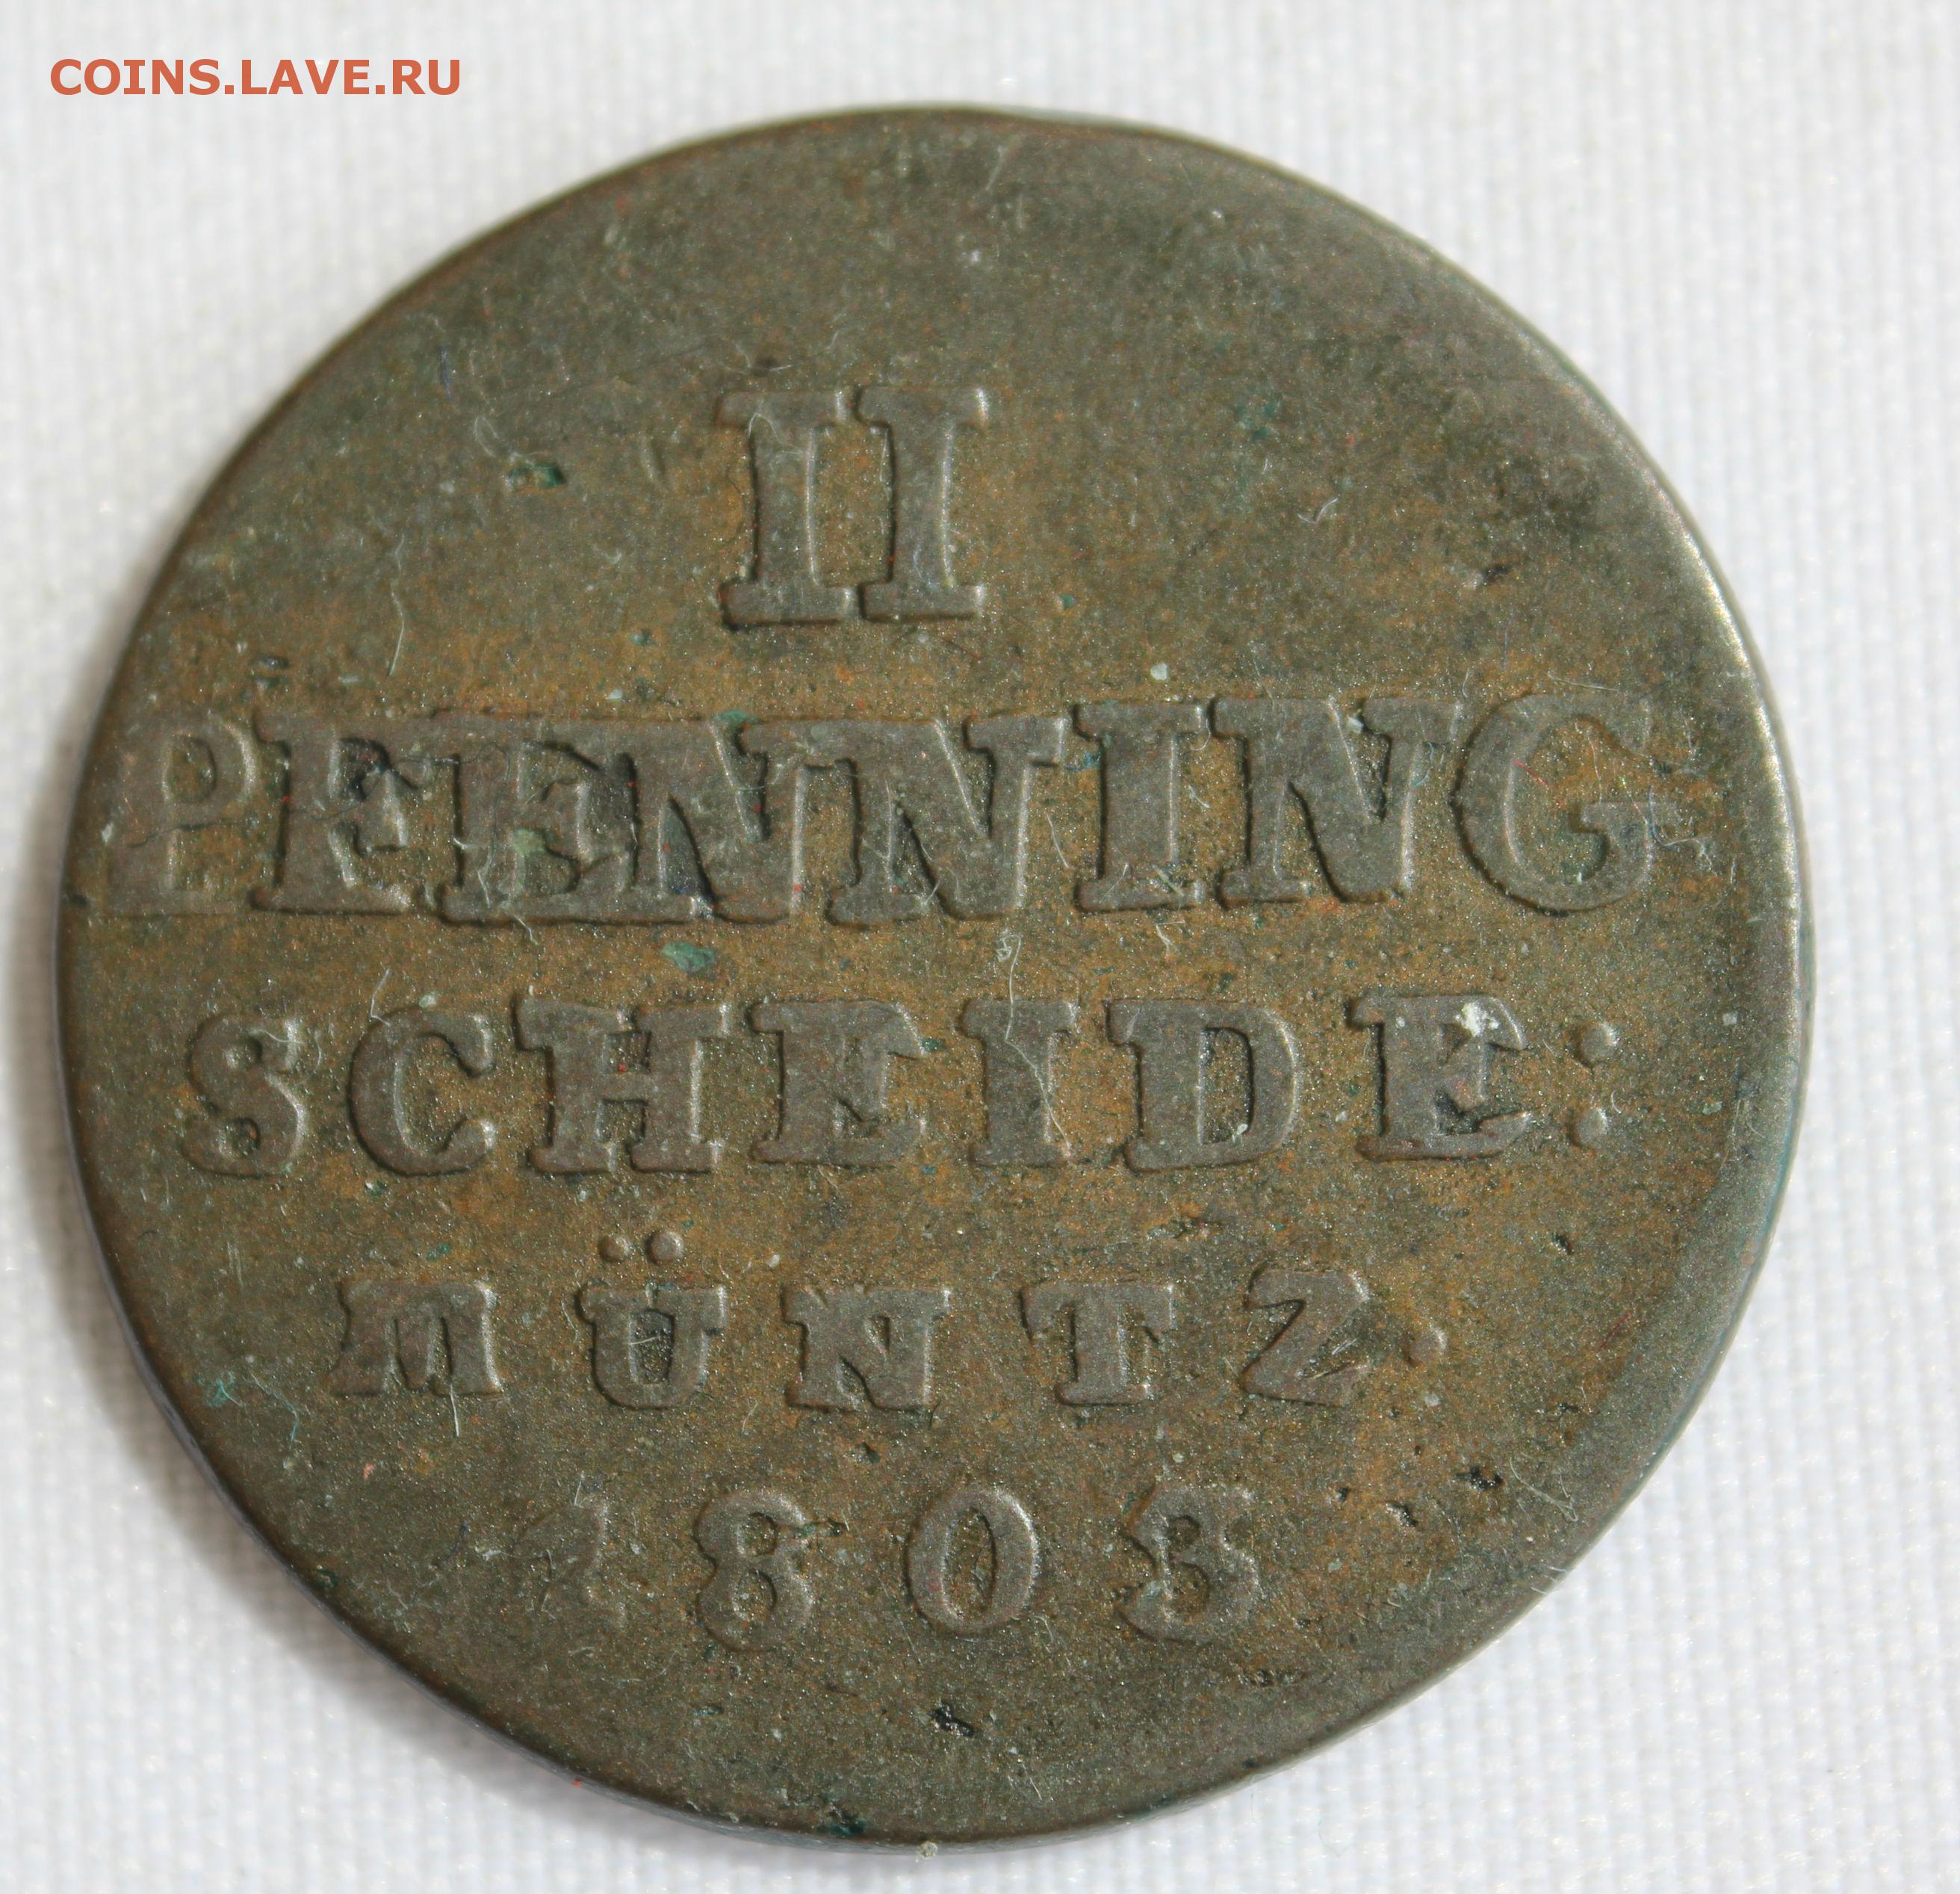 COINS.LAVE.RU
II
PFENNING
SCHEIDE:
MÜNTZ.
1803